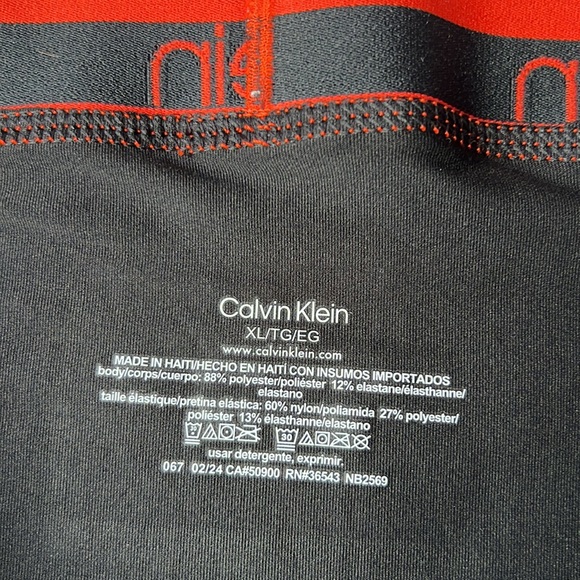 Calvin Klein
XL/TG/EG
www.calvinklein.com
MADE IN HAITI/HECHO EN HAITÍ CON INSUMOS IMPORTADOS
body/corps/cuerpo: 88% polyester/poliéster 12% elastane/élasthanne/
elastano
taille élastique/pretina elástica: 60% nylon/poliamida 27% polyester/
poliéster 13% élasthanne/elastano
usar detergente, exprimir.
067 02/24 CA#50900 RN#36543 NB2569